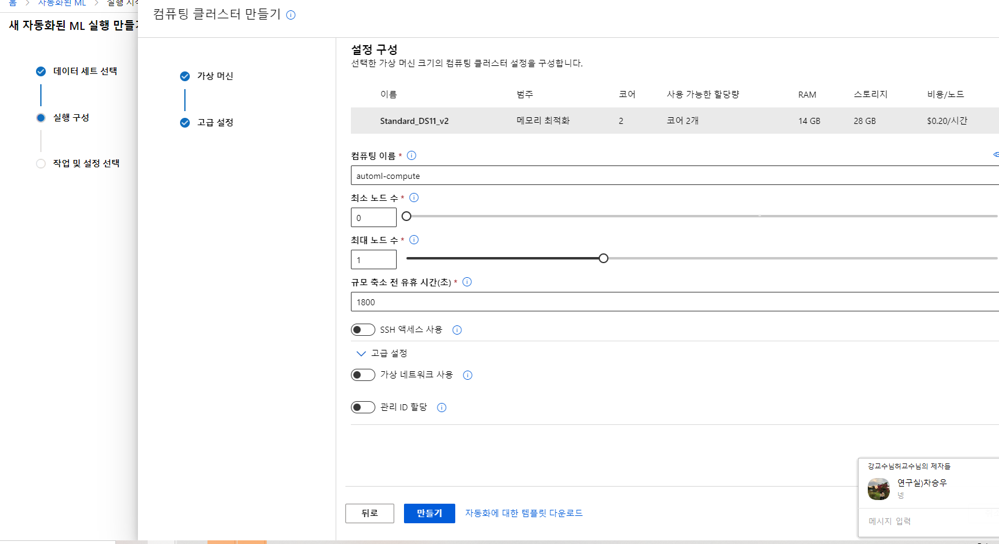 홈 > 자동화된 ML > 실행 시작
새 자동화된 ML 실행 만들기
데이터 세트 선택
실행 구성
작업 및 설정 선택
컴퓨팅 클러스터 만들기
가상 머신
고급 설정
설정 구성
선택한 가상 머신 크기의 컴퓨팅 클러스터 설정을 구성합니다.
이름 범주 코어 사용 가능한 할당량 RAM 스토리지 비용/노드
Standard_DS11_v2 메모리 최적화 2 코어 2개 14 GB 28 GB $0.20/시간
컴퓨팅 이름 *
automl-compute
최소 노드 수 *
0
최대 노드 수 *
1
규모 축소 전 유휴 시간(초) *
1800
SSH 액세스 사용
고급 설정
가상 네트워크 사용
관리 ID 할당
뒤로 만들기 자동화에 대한 템플릿 다운로드
강교수님허교수님의 제자들
연구실)차승우
넹
메시지 입력